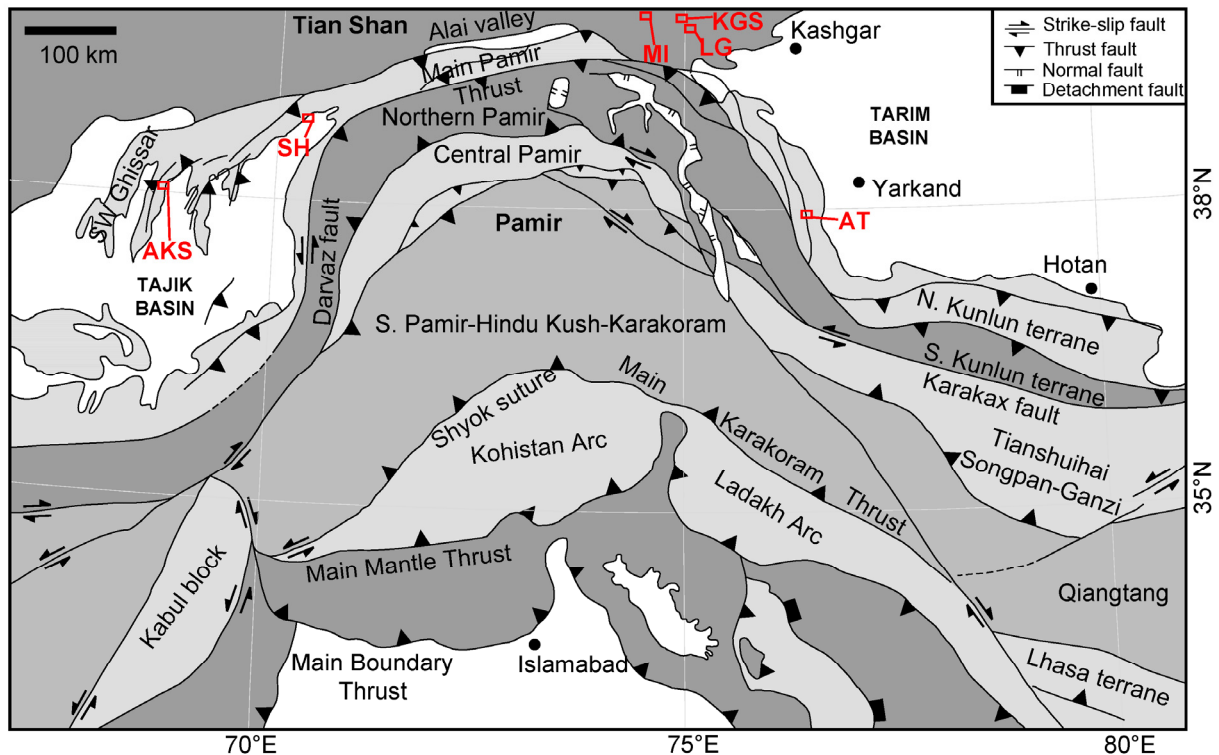 Tian Shan
Alai valley
KGS
MI
LG
Kashgar
Strike-slip fault
Thrust fault
Normal fault
Detachment fault
100 km
Main Pamir
Thrust
Northern Pamir
Central Pamir
Pamir
TARIM
BASIN
Yarkand
38°N
SH
SW Ghissar
AKS
AT
TAJIK
BASIN
Darvaz fault
Hotan
N. Kunlun terrane
S. Kunlun terrane
Karakax fault
S. Pamir-Hindu Kush-Karakoram
Main
Karakoram
Thrust
Shyok suture
Kohistan Arc
Ladakh Arc
Tianshuihai
Songpan-Ganzi
35°N
Main Mantle Thrust
Kabul block
Qiangtang
Main Boundary
Thrust
Islamabad
Lhasa terrane
70°E
75°E
80°E